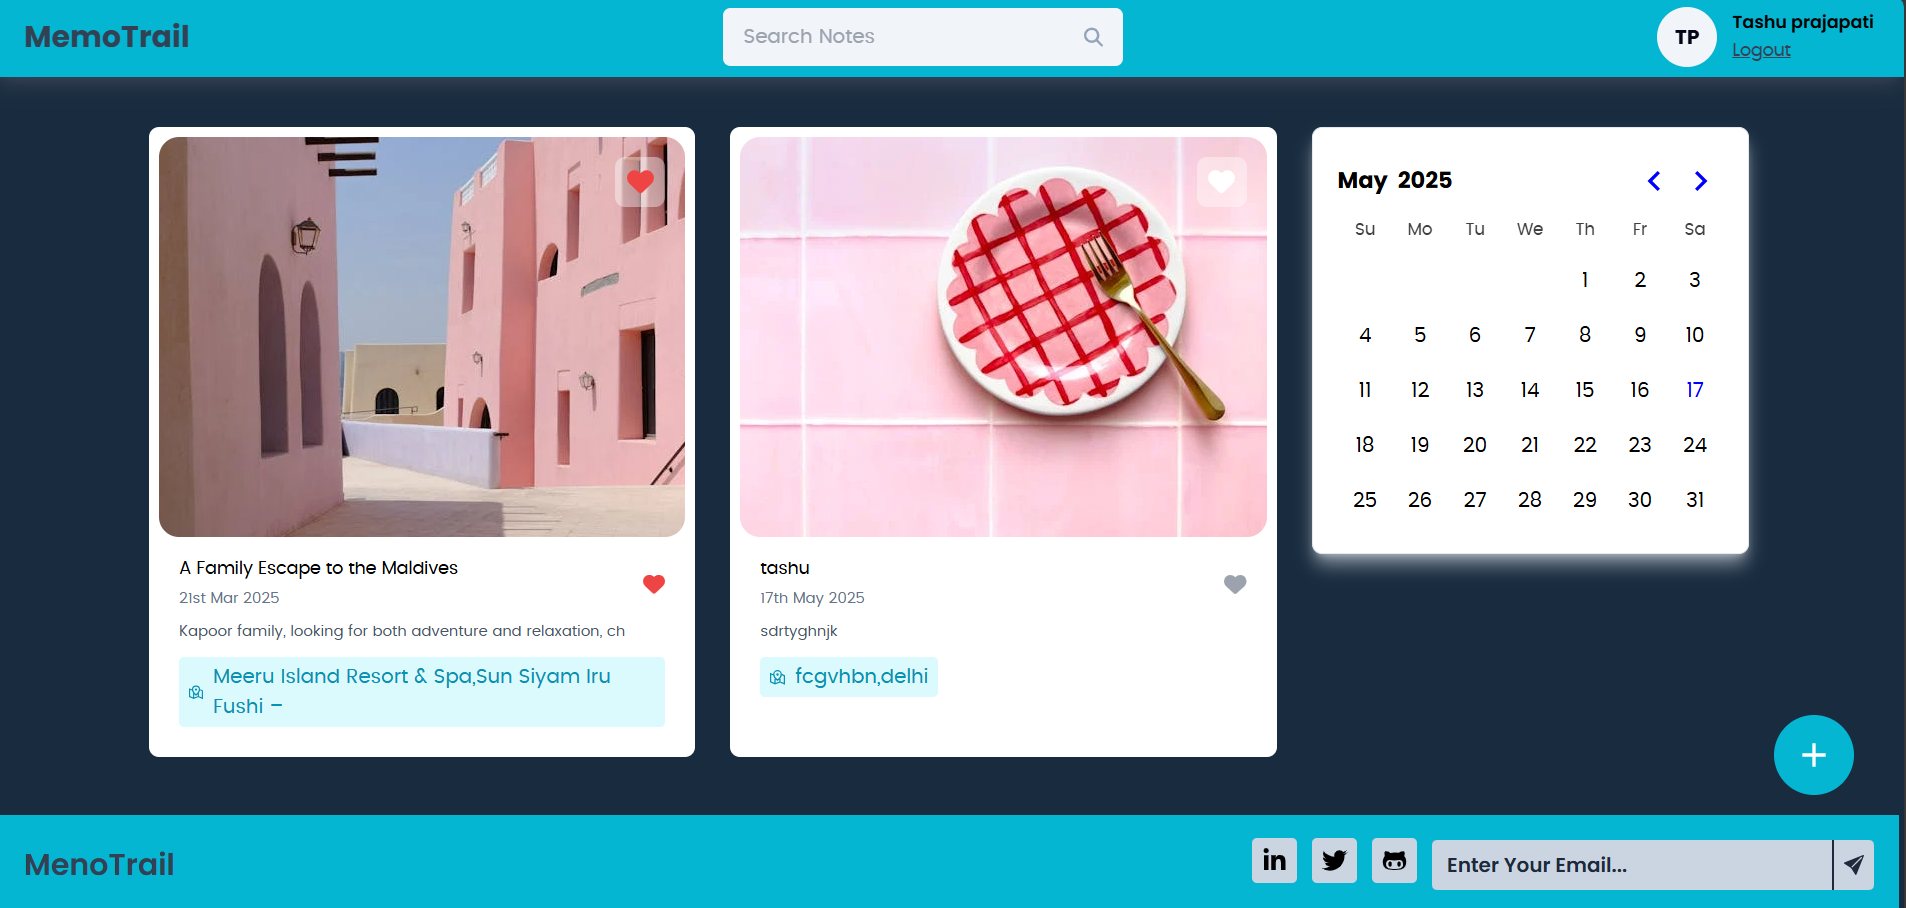 MemoTrail
Search Notes
TP
Tashu prajapati
Logout
A Family Escape to the Maldives
21st Mar 2025
Kapoor family, looking for both adventure and relaxation, ch
Meeru Island Resort & Spa,Sun Siyam Iru
Fushi –
tashu
17th May 2025
sdrtyghnjk
fcgvhbn,delhi
May 2025
Su Mo Tu We Th Fr Sa
1 2 3
4 5 6 7 8 9 10
11 12 13 14 15 16 17
18 19 20 21 22 23 24
25 26 27 28 29 30 31
MenoTrail
in
Enter Your Email...